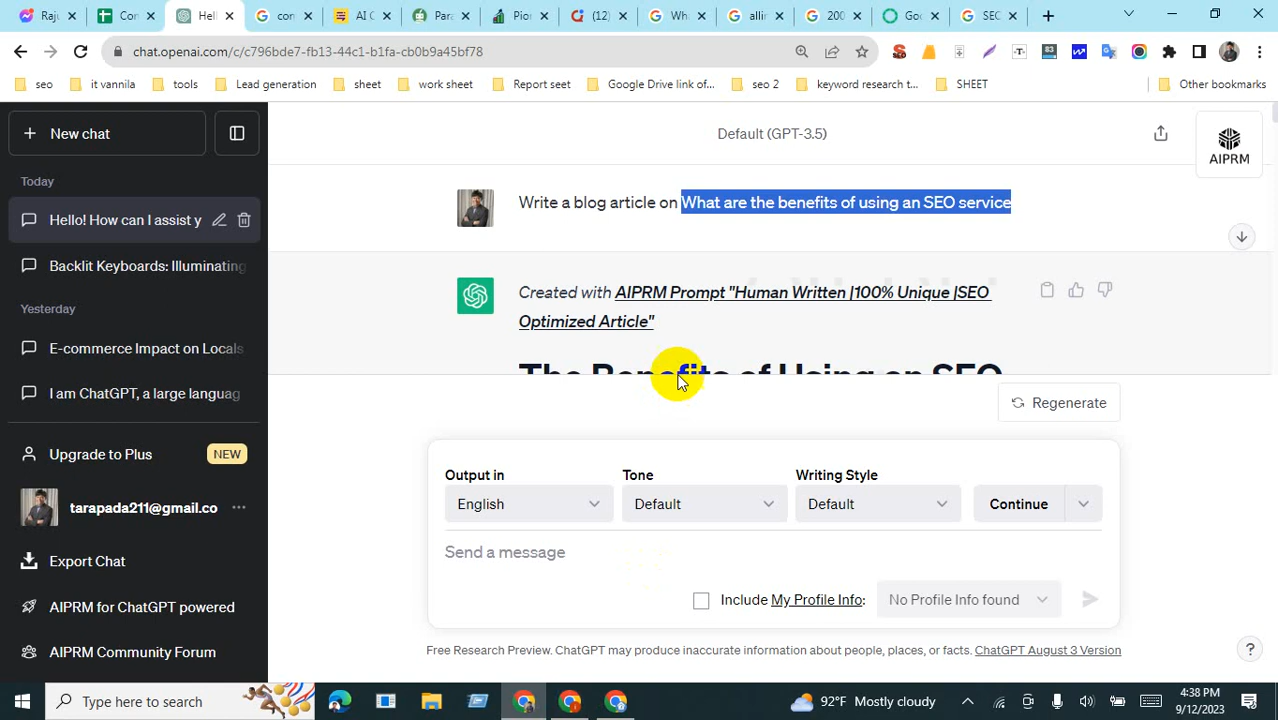 Raju
Cor
Hel
con
AI C
Para
Pion
(12)
Wha
allin
200
Goo
SEC
chat.openai.com/c/c796bde7-fb13-44c1-b1fa-cb0b9a45bf78
seo
it vannila
tools
Lead generation
sheet
work sheet
Report seet
Google Drive link of...
seo 2
keyword research t...
SHEET
Other bookmarks
New chat
Default (GPT-3.5)
AIPRM
Today
Hello! How can I assist y
Backlit Keyboards: Illuminating
Yesterday
E-commerce Impact on Locals
I am ChatGPT, a large languag
Upgrade to Plus
NEW
tarapada211@gmail.co
Export Chat
AIPRM for ChatGPT powered
AIPRM Community Forum
Write a blog article on What are the benefits of using an SEO service
Created with AIPRM Prompt "Human Written |100% Unique |SEO
Optimized Article"
The Benefits of Using an SEO
Regenerate
Output in
Tone
Writing Style
English
Default
Default
Continue
Send a message
Include My Profile Info:
No Profile Info found
Free Research Preview. ChatGPT may produce inaccurate information about people, places, or facts. ChatGPT August 3 Version
?
Type here to search
92°F Mostly cloudy
4:38 PM
9/12/2023